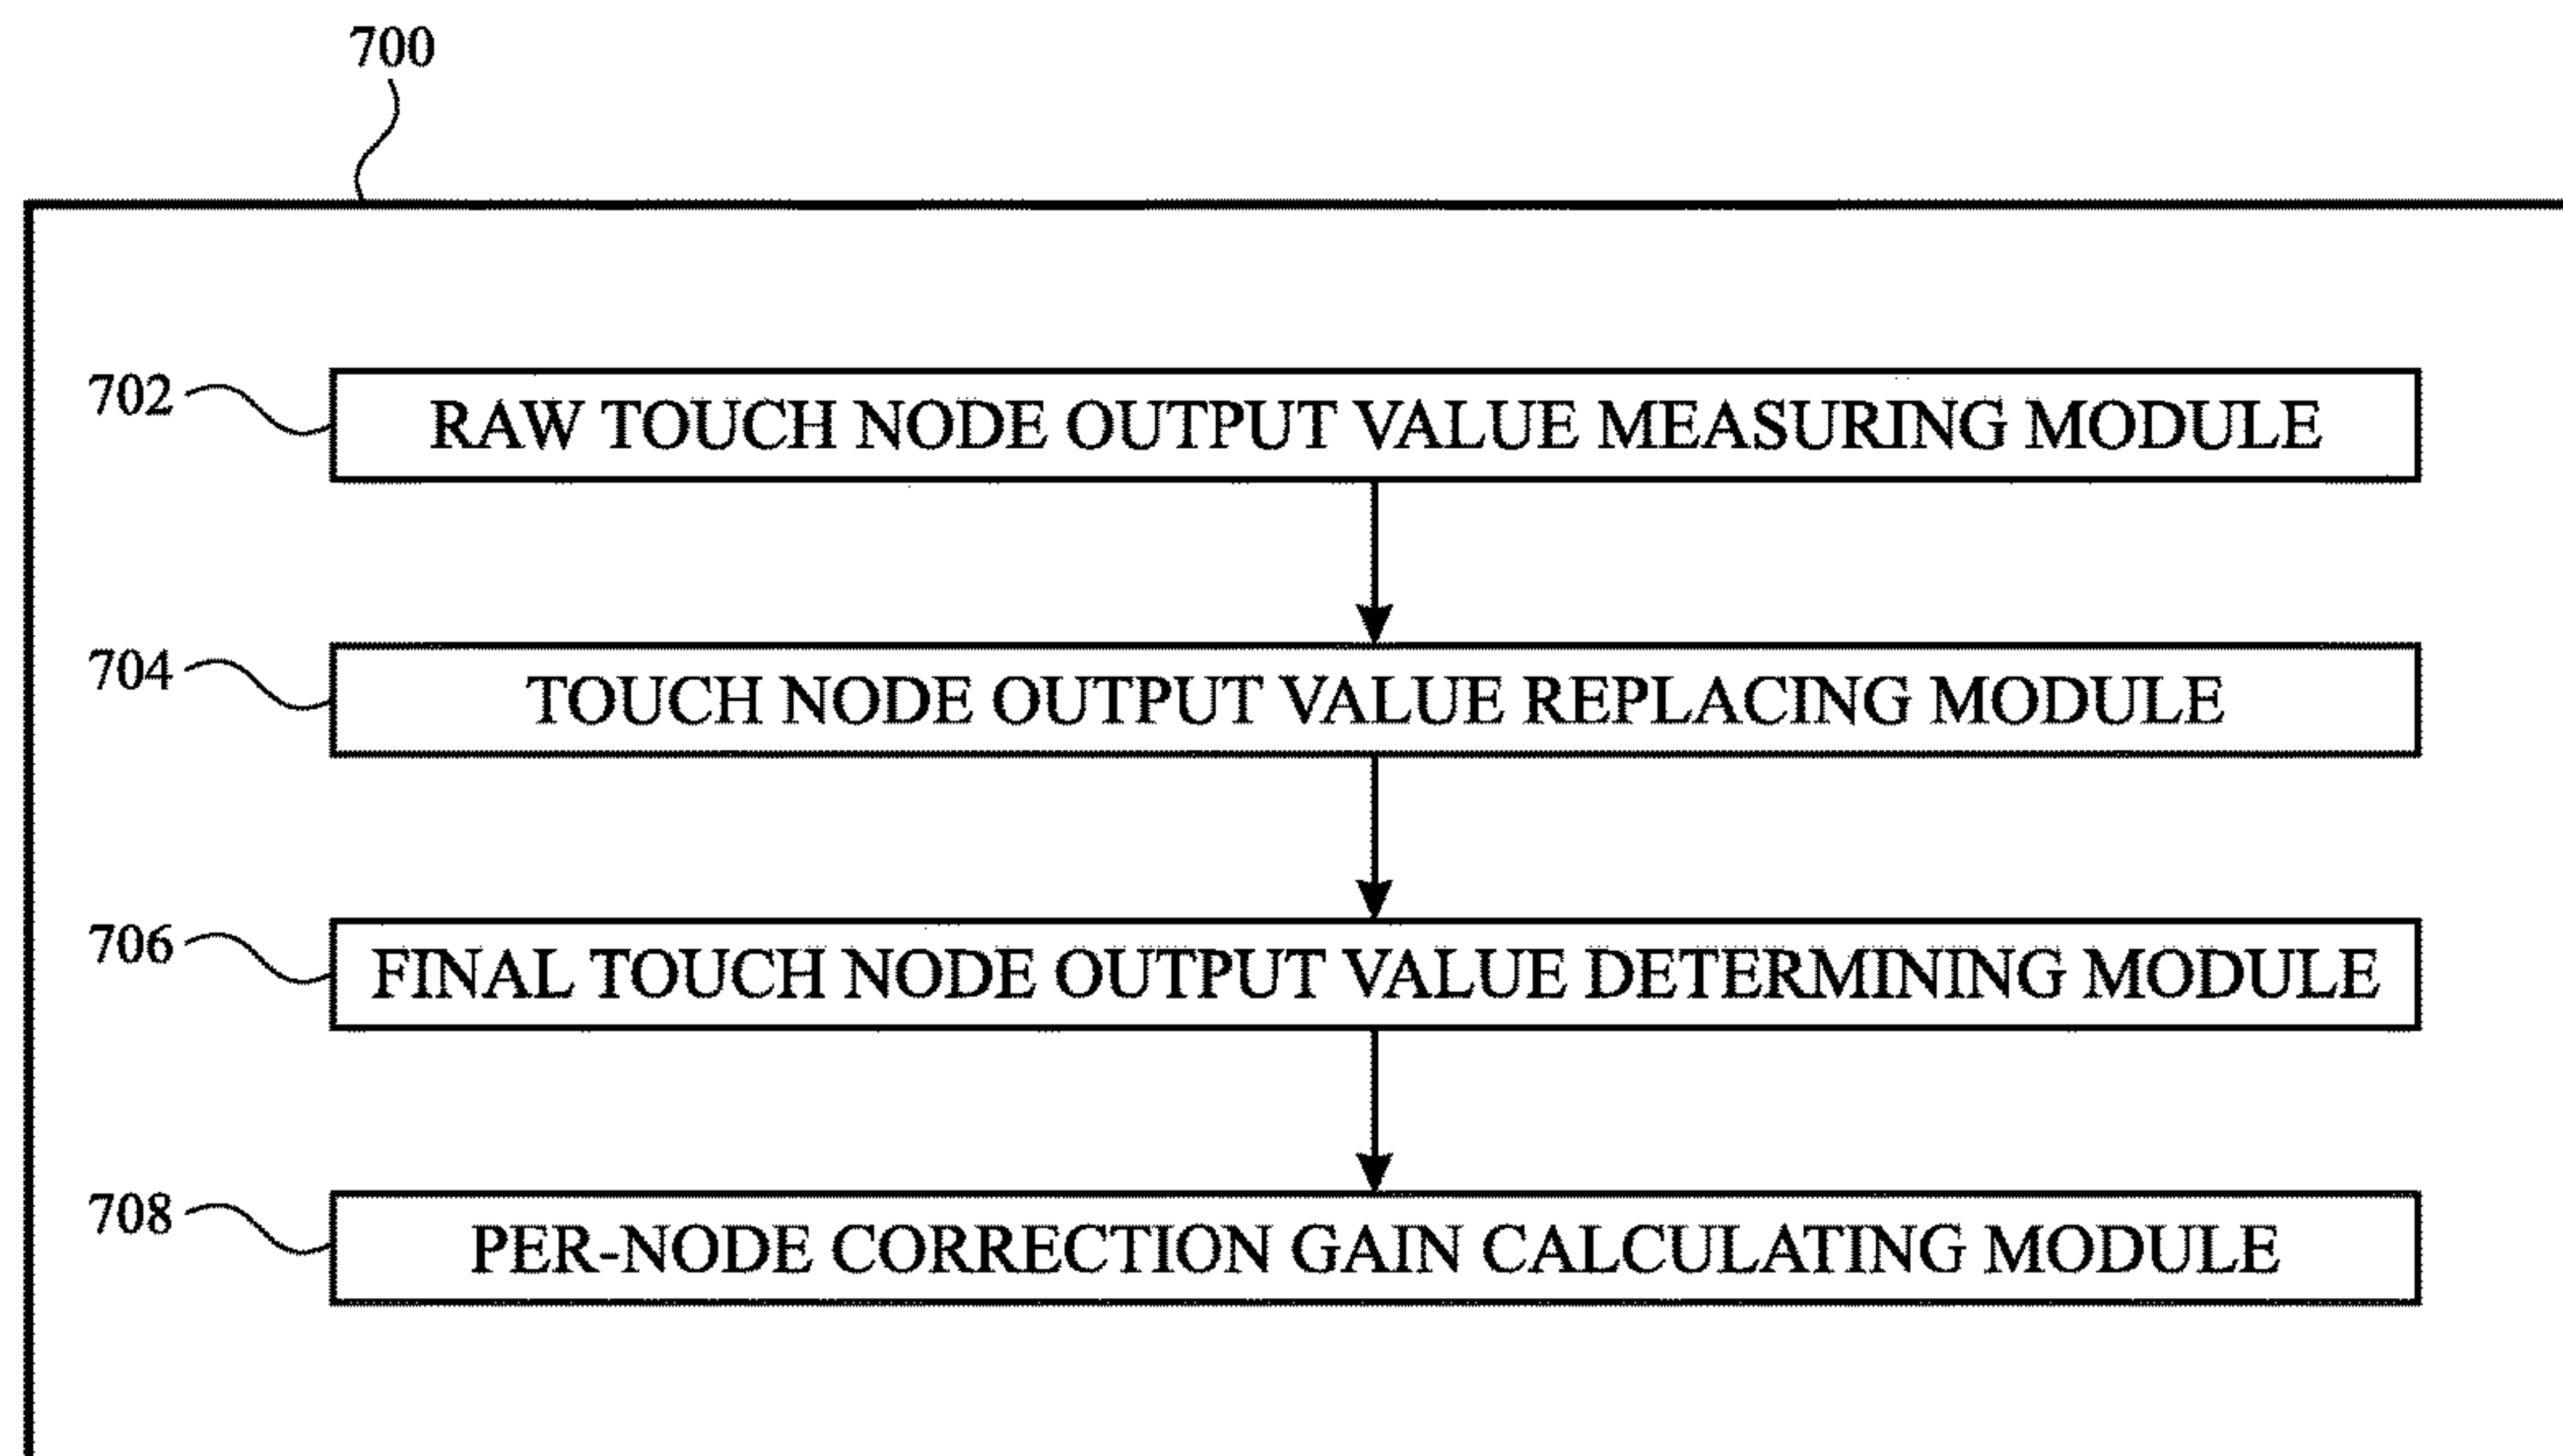 700
702 RAW TOUCH NODE OUTPUT VALUE MEASURING MODULE
704 TOUCH NODE OUTPUT VALUE REPLACING MODULE
706 FINAL TOUCH NODE OUTPUT VALUE DETERMINING MODULE
708 PER-NODE CORRECTION GAIN CALCULATING MODULE